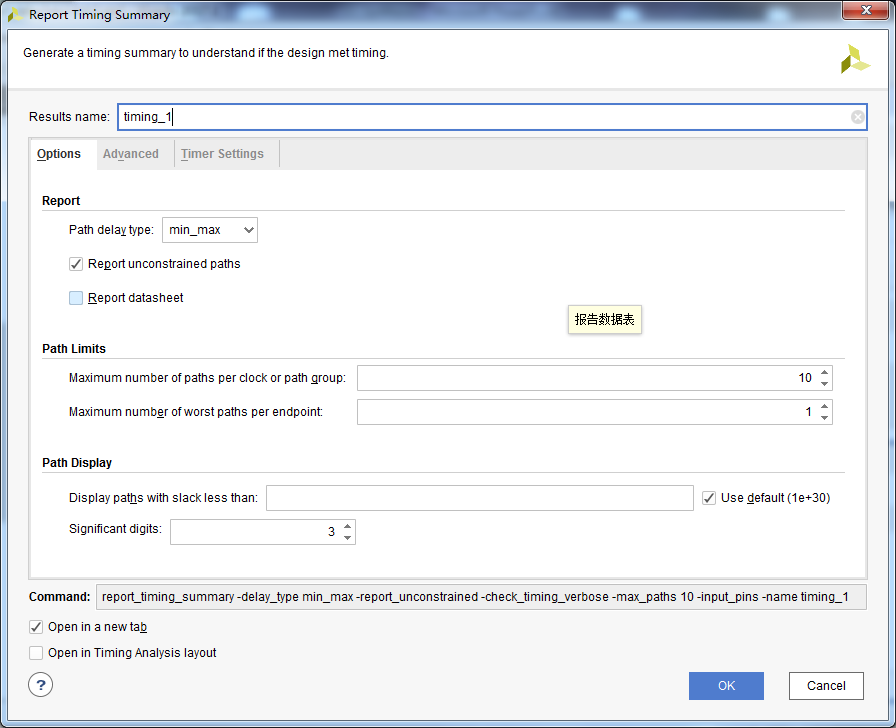 Report Timing Summary
Generate a timing summary to understand if the design met timing.
Results name: timing_1
Options Advanced Timer Settings
Report
Path delay type: min_max
Report unconstrained paths
Report datasheet
报告数据表
Path Limits
Maximum number of paths per clock or path group: 10
Maximum number of worst paths per endpoint: 1
Path Display
Display paths with slack less than: Use default (1e+30)
Significant digits: 3
Command: report_timing_summary -delay_type min_max -report_unconstrained -check_timing_verbose -max_paths 10 -input_pins -name timing_1
Open in a new tab
Open in Timing Analysis layout
? OK Cancel